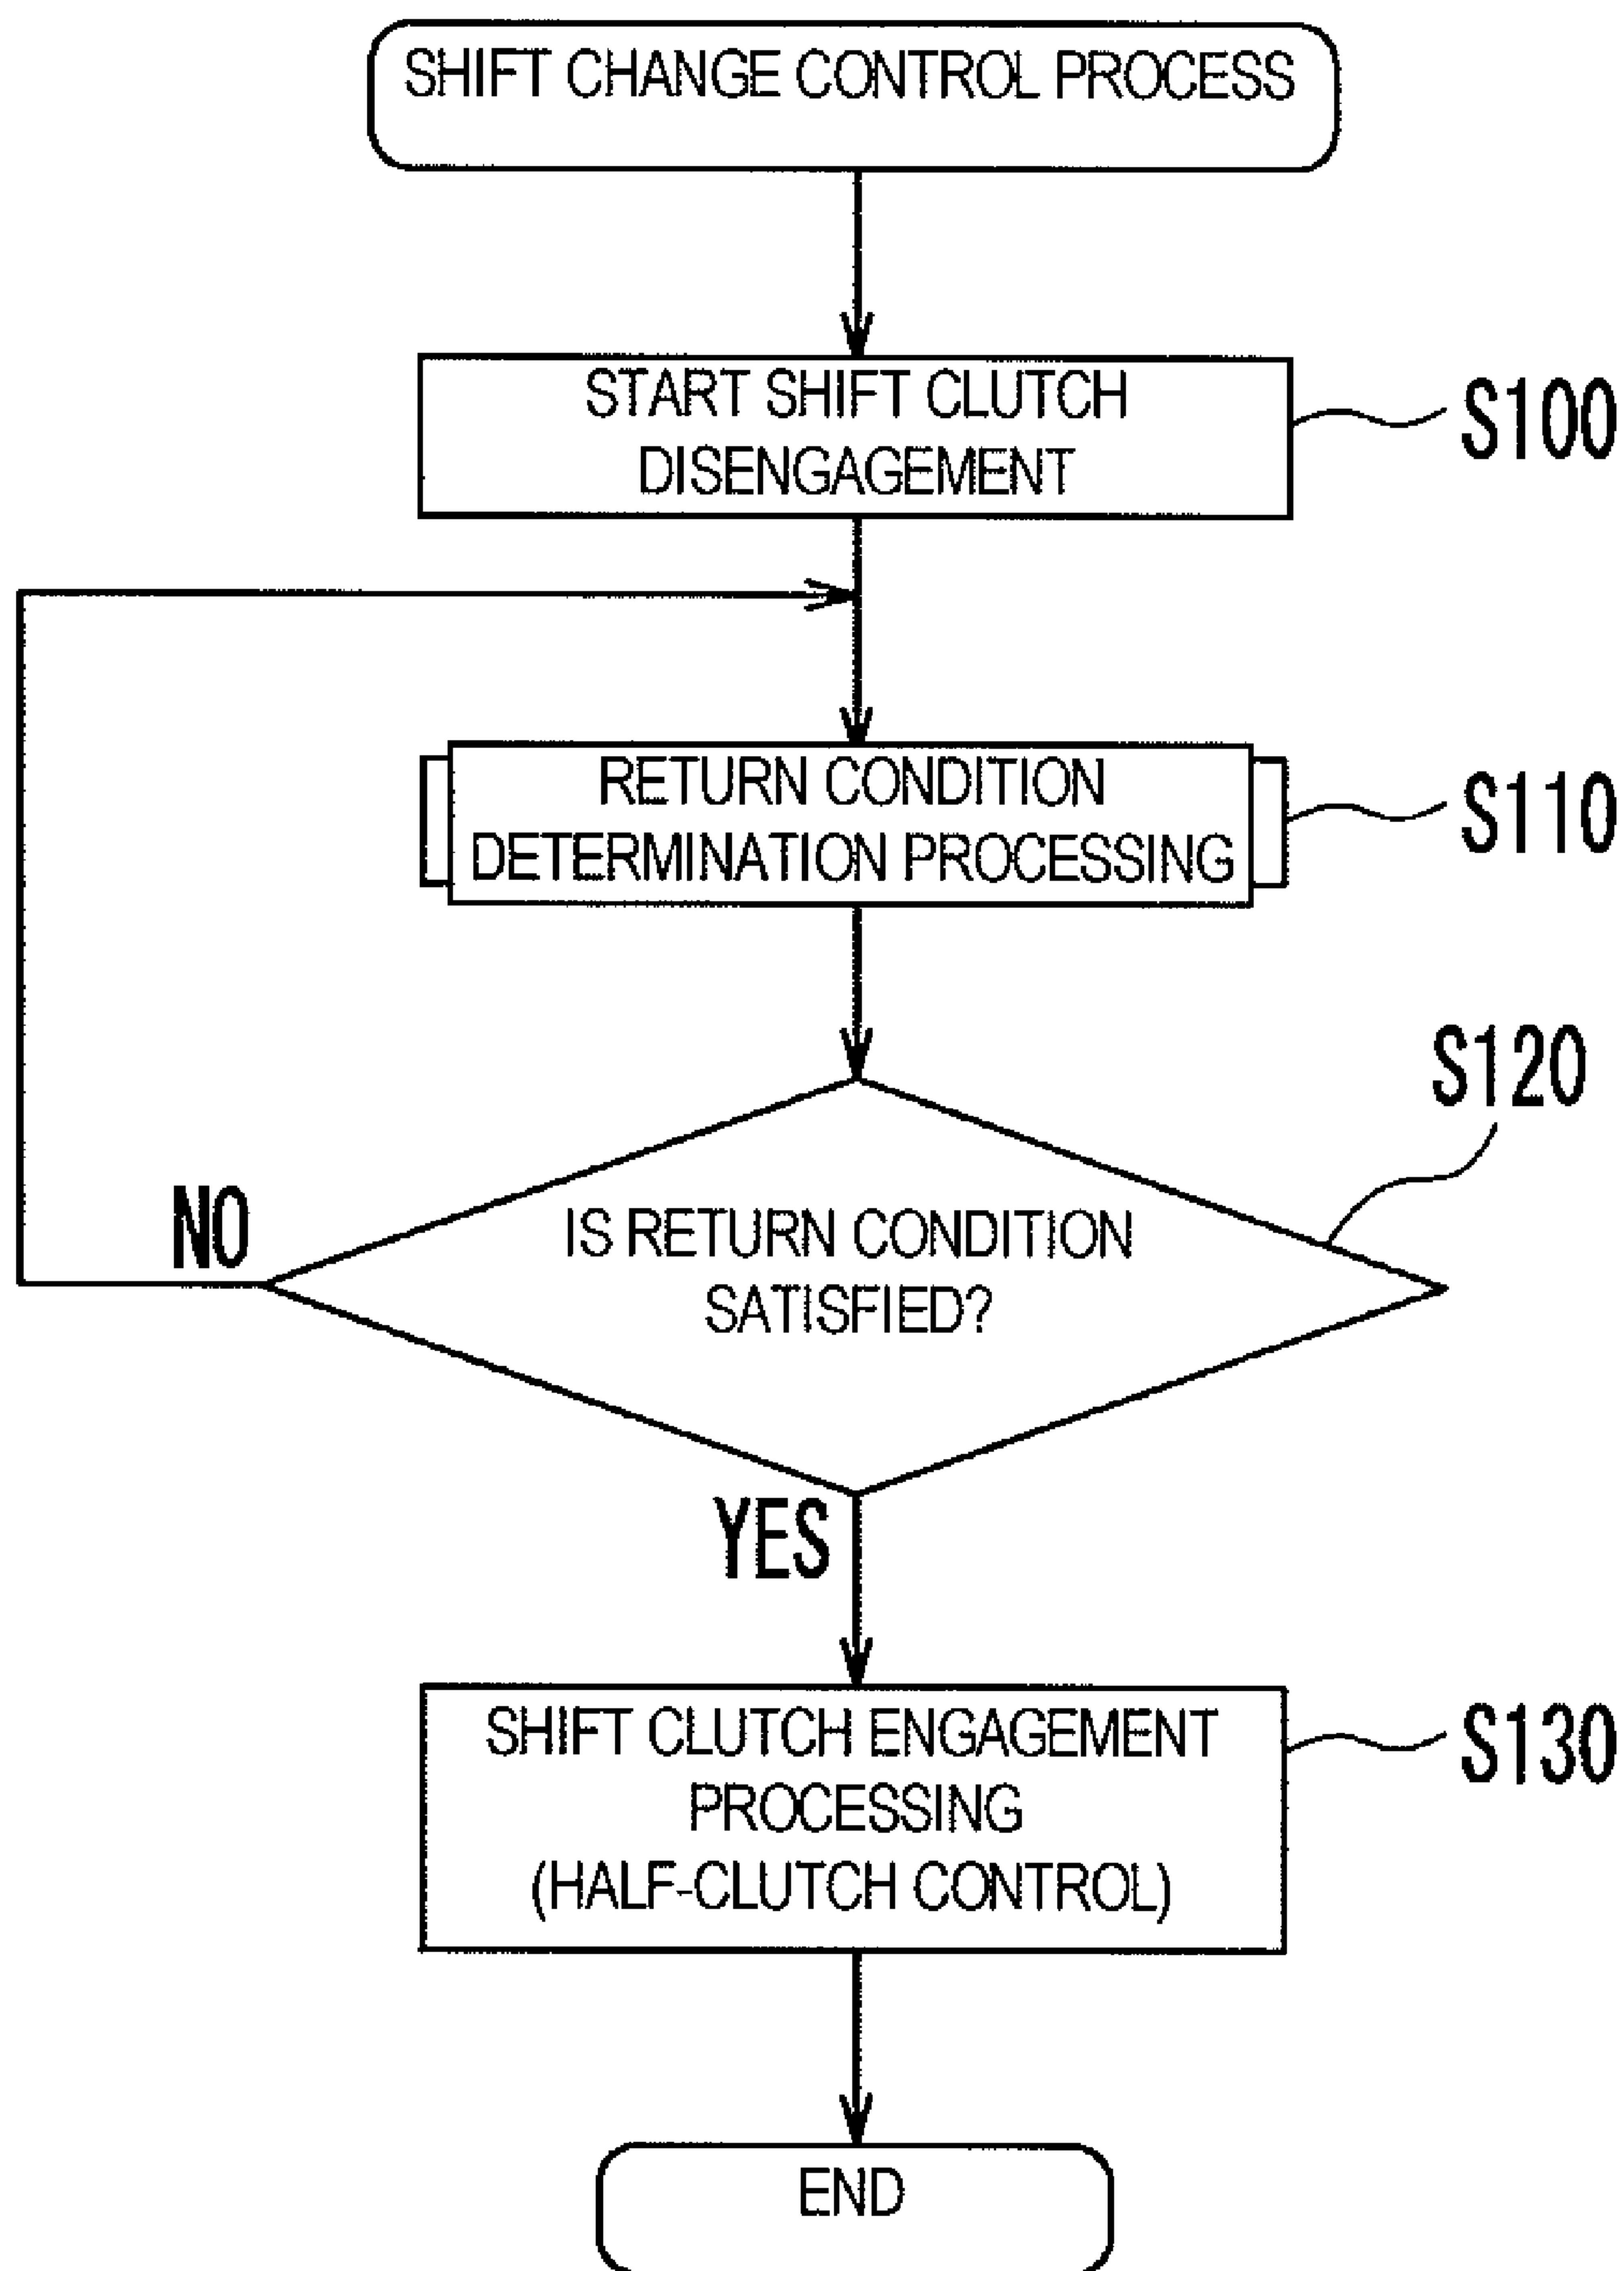 SHIFT CHANGE CONTROL PROCESS
START SHIFT CLUTCH
DISENGAGEMENT
S100
RETURN CONDITION
DETERMINATION PROCESSING
S110
S120
IS RETURN CONDITION
SATISFIED?
NO
YES
SHIFT CLUTCH ENGAGEMENT
PROCESSING
(HALF-CLUTCH CONTROL)
S130
END